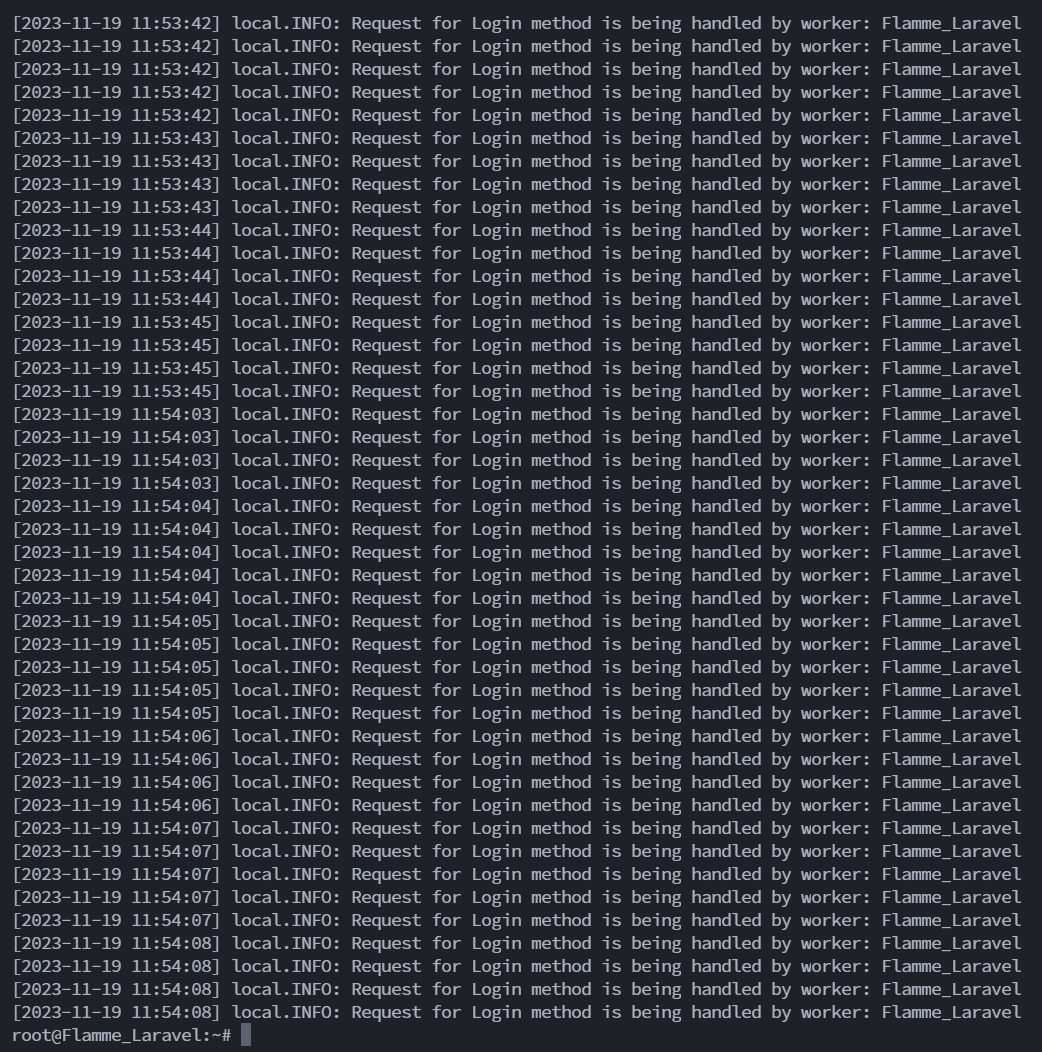 [2023-11-19 11:53:42] local.INFO: Request for Login method is being handled by worker: Flamme_Laravel
[2023-11-19 11:53:42] local.INFO: Request for Login method is being handled by worker: Flamme_Laravel
[2023-11-19 11:53:42] local.INFO: Request for Login method is being handled by worker: Flamme_Laravel
[2023-11-19 11:53:42] local.INFO: Request for Login method is being handled by worker: Flamme_Laravel
[2023-11-19 11:53:42] local.INFO: Request for Login method is being handled by worker: Flamme_Laravel
[2023-11-19 11:53:43] local.INFO: Request for Login method is being handled by worker: Flamme_Laravel
[2023-11-19 11:53:43] local.INFO: Request for Login method is being handled by worker: Flamme_Laravel
[2023-11-19 11:53:43] local.INFO: Request for Login method is being handled by worker: Flamme_Laravel
[2023-11-19 11:53:43] local.INFO: Request for Login method is being handled by worker: Flamme_Laravel
[2023-11-19 11:53:44] local.INFO: Request for Login method is being handled by worker: Flamme_Laravel
[2023-11-19 11:53:44] local.INFO: Request for Login method is being handled by worker: Flamme_Laravel
[2023-11-19 11:53:44] local.INFO: Request for Login method is being handled by worker: Flamme_Laravel
[2023-11-19 11:53:44] local.INFO: Request for Login method is being handled by worker: Flamme_Laravel
[2023-11-19 11:53:45] local.INFO: Request for Login method is being handled by worker: Flamme_Laravel
[2023-11-19 11:53:45] local.INFO: Request for Login method is being handled by worker: Flamme_Laravel
[2023-11-19 11:53:45] local.INFO: Request for Login method is being handled by worker: Flamme_Laravel
[2023-11-19 11:53:45] local.INFO: Request for Login method is being handled by worker: Flamme_Laravel
[2023-11-19 11:54:03] local.INFO: Request for Login method is being handled by worker: Flamme_Laravel
[2023-11-19 11:54:03] local.INFO: Request for Login method is being handled by worker: Flamme_Laravel
[2023-11-19 11:54:03] local.INFO: Request for Login method is being handled by worker: Flamme_Laravel
[2023-11-19 11:54:03] local.INFO: Request for Login method is being handled by worker: Flamme_Laravel
[2023-11-19 11:54:04] local.INFO: Request for Login method is being handled by worker: Flamme_Laravel
[2023-11-19 11:54:04] local.INFO: Request for Login method is being handled by worker: Flamme_Laravel
[2023-11-19 11:54:04] local.INFO: Request for Login method is being handled by worker: Flamme_Laravel
[2023-11-19 11:54:04] local.INFO: Request for Login method is being handled by worker: Flamme_Laravel
[2023-11-19 11:54:04] local.INFO: Request for Login method is being handled by worker: Flamme_Laravel
[2023-11-19 11:54:05] local.INFO: Request for Login method is being handled by worker: Flamme_Laravel
[2023-11-19 11:54:05] local.INFO: Request for Login method is being handled by worker: Flamme_Laravel
[2023-11-19 11:54:05] local.INFO: Request for Login method is being handled by worker: Flamme_Laravel
[2023-11-19 11:54:05] local.INFO: Request for Login method is being handled by worker: Flamme_Laravel
[2023-11-19 11:54:05] local.INFO: Request for Login method is being handled by worker: Flamme_Laravel
[2023-11-19 11:54:06] local.INFO: Request for Login method is being handled by worker: Flamme_Laravel
[2023-11-19 11:54:06] local.INFO: Request for Login method is being handled by worker: Flamme_Laravel
[2023-11-19 11:54:06] local.INFO: Request for Login method is being handled by worker: Flamme_Laravel
[2023-11-19 11:54:06] local.INFO: Request for Login method is being handled by worker: Flamme_Laravel
[2023-11-19 11:54:07] local.INFO: Request for Login method is being handled by worker: Flamme_Laravel
[2023-11-19 11:54:07] local.INFO: Request for Login method is being handled by worker: Flamme_Laravel
[2023-11-19 11:54:07] local.INFO: Request for Login method is being handled by worker: Flamme_Laravel
[2023-11-19 11:54:07] local.INFO: Request for Login method is being handled by worker: Flamme_Laravel
[2023-11-19 11:54:07] local.INFO: Request for Login method is being handled by worker: Flamme_Laravel
[2023-11-19 11:54:08] local.INFO: Request for Login method is being handled by worker: Flamme_Laravel
[2023-11-19 11:54:08] local.INFO: Request for Login method is being handled by worker: Flamme_Laravel
[2023-11-19 11:54:08] local.INFO: Request for Login method is being handled by worker: Flamme_Laravel
[2023-11-19 11:54:08] local.INFO: Request for Login method is being handled by worker: Flamme_Laravel
root@Flamme_Laravel:~#